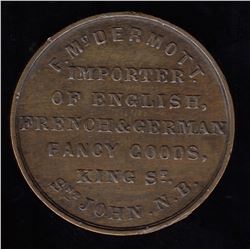 F. McDERMOTT
IMPORTER
OF ENGLISH,
FRENCH & GERMAN
FANCY GOODS,
KING ST.
ST. JOHN. N.B.